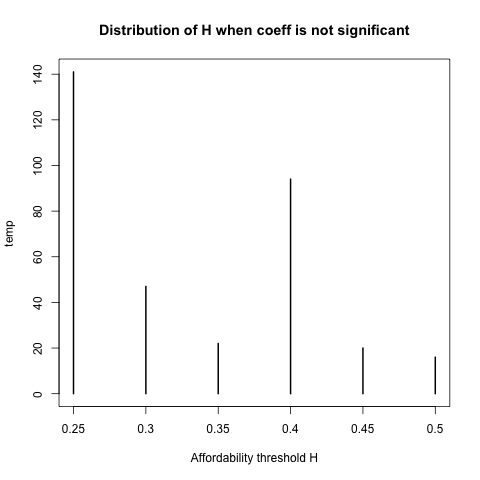 Distribution of H when coeff is not significant
140
120
100
80
60
40
20
0
temp
0.25 0.3 0.35 0.4 0.45 0.5
Affordability threshold H